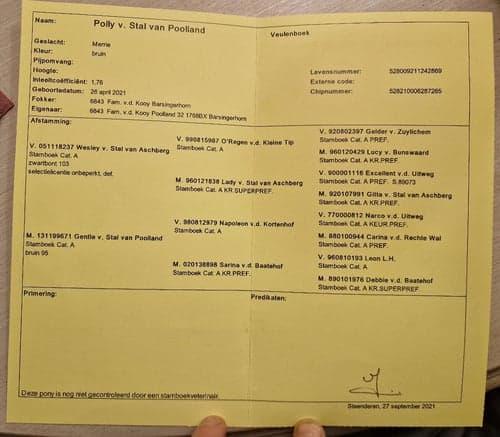 Naam: Polly v. Stal van Pooliand
Veulenboek
Geslacht: Merrie
Kleur: bruin
Pijpomvang:
Hoogte:
Inteeltcoëfficiënt: 1,76
Geboortedatum: 26 april 2021
Fokker: 6843 Fam. v.d. Kooy Barsingerhorn
Eigenaar: 6843 Fam. v.d. Kooy Pooiland 32 1768BX Barsingerhorn
Levensnummer: 528009211242869
Externe code:
Chipnummer: 528210006287265
Afstamming:
V. 051118237 Wesley v. Stal van Aschberg
Stamboek Cat. A
zwartbont 103
selectielicentie onbeperkt, def.
M. 131199671 Gentle v. Stal van Pooiland
Stamboek Cat. A
bruin 95
V. 990815987 O'Regen v.d. Kleine Tip
Stamboek Cat. A
M. 960121838 Lady v. Stal van Aschberg
Stamboek Cat. A KR.SUPERPREF.
V. 980812979 Napoleon v.d. Kortenhof
Stamboek Cat. A
M. 020138898 Sarina v.d. Baatehof
Stamboek Cat. A KR.PREF.
V. 920802397 Gelder v. Zuylichem
Stamboek Cat. A PREF.
M. 960120429 Lucy v. Bunswaard
Stamboek Cat. A KR.PREF.
V. 900001116 Excellent v.d. Uitweg
Stamboek Cat. A PREF. S.89073
M. 920107991 Gitta v. Stal van Aschberg
Stamboek Cat. A KR.PREF.
V. 770000812 Narco v.d. Uitweg
Stamboek Cat. A KEUR.PREF.
M. 880100944 Carina v.d. Rechte Wal
Stamboek Cat. A PREF.
V. 960810193 Leon L.H.
Stamboek Cat. A
M. 890101976 Debbie v.d. Baatehof
Stamboek Cat. A KR.SUPERPREF.
Primering:
Predikaten:
Deze pony is nog niet gecontroleerd door een stamboekveterinair.
Steenderen, 27 september 2021